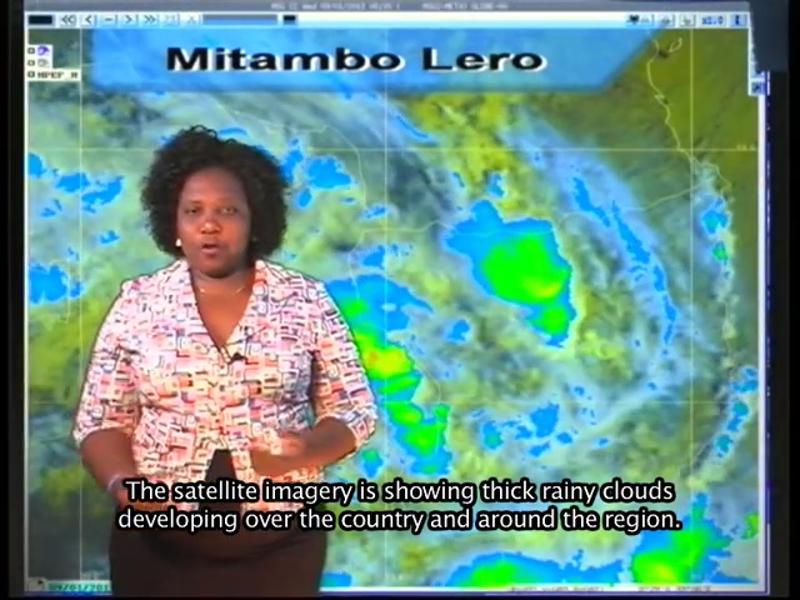 Mitambo Lero
The satellite imagery is showing thick rainy clouds
developing over the country and around the region.